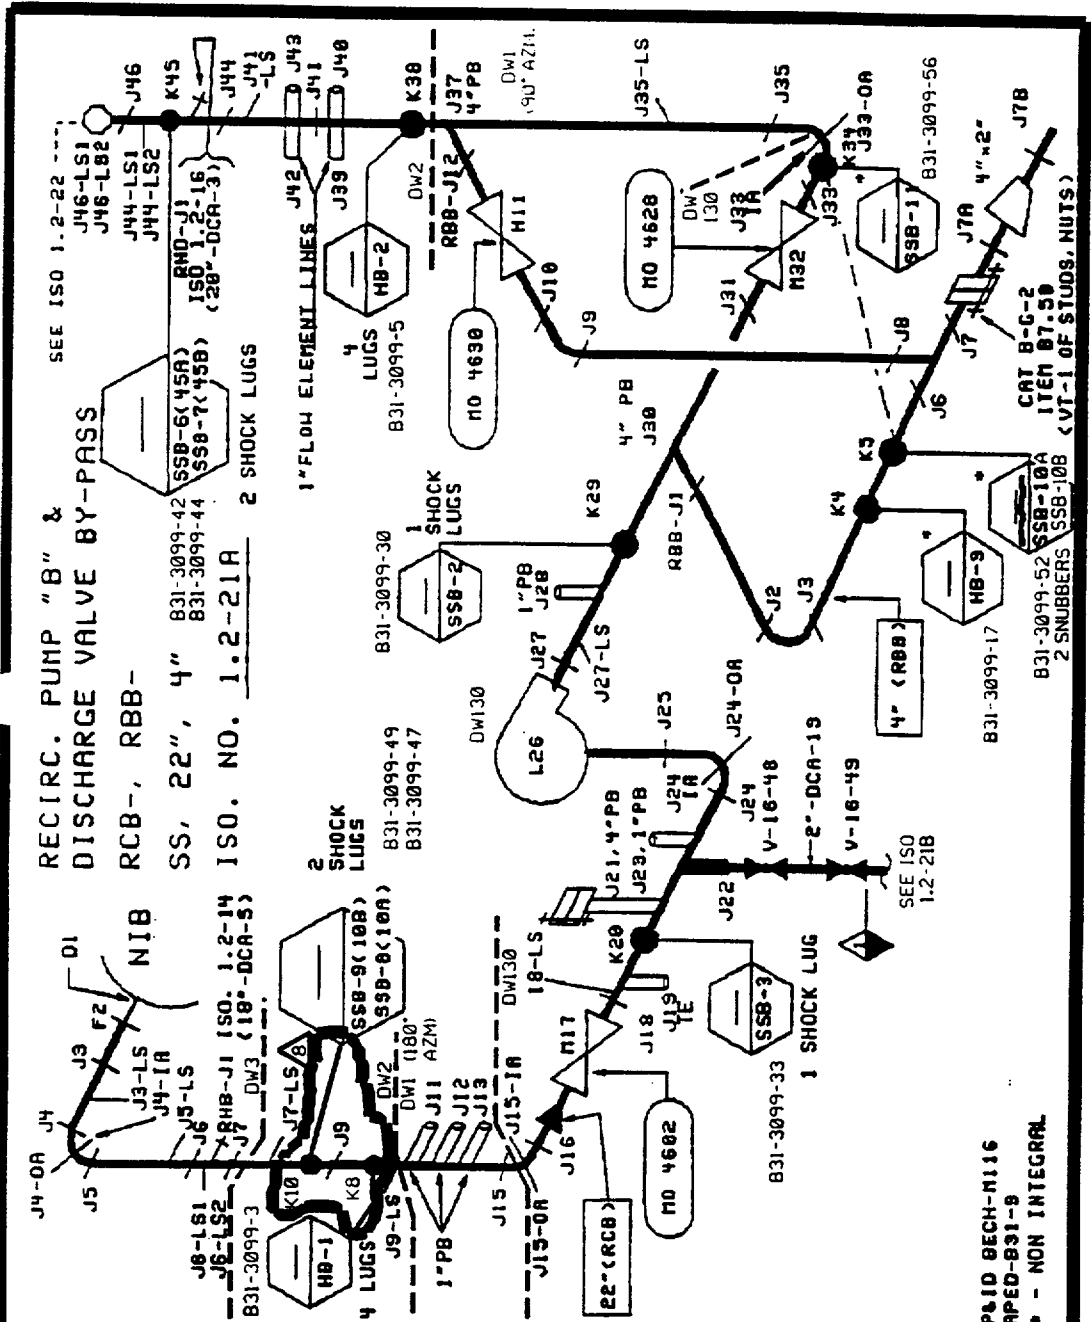 RECIRC. PUMP "B" &
DISCHARGE VALVE BY-PASS
RCB-, RBB-
SS, 22", 4"
ISO. NO. 1.2-21A
SEE ISO 1.2-22
J46-LS1
J46-LS2
J46
J44-LS1
J44-LS2
K45
SSB-6(45A)
SSB-7(45B)
B31-3099-42
B31-3099-44
2 SHOCK LUGS
RHD-J1
ISO 1.2-16
(20"-DCA-3)
J44
J41
-LS
J43
J41
J40
J42
J39
1"FLOW ELEMENT LINES
K38
HB-2
4
LUGS
B31-3099-5
DW2
DW1
(90° AZM.
J37
4"PB
RBB-J12
H11
J10
MO 4630
J9
J35-LS
J35
MO 4628
DW
130
J33
IA
J33-OA
K34
J33
M32
J31
SSB-11
*
B31-3099-56
4" PB
J30
K29
1
SHOCK
LUGS
B31-3099-30
SSB-2
1"PB
J28
J27
J27-LS
RBB-J1
J2
J3
K4
K5
J6
J8
J7
J7A
4"x2"
J7B
CAT B-G-2
ITEM B7.50
(VT-1 OF STUDS, NUTS)
HB-9
*
B31-3099-17
*
SSB-10A
SSB-10B
B31-3099-52
2 SNUBBERS
4" (RBB)
DW130
L26
J25
J24-OA
J24
IA
J24
J21,4"PB
J23,1"PB
J22
V-16-48
2"-DCA-19
V-16-49
SEE ISO
1.2-21B
1
K20
SSB-3
1 SHOCK LUG
B31-3099-33
18-LS
J18
J19
TE
M17
MO 4602
22"(RCB)
J16
DW130
J15-IA
J15
J15-OA
J11
J12
J13
1"PB
DW2
DW1 (180°
AZM)
J9-LS
K8
J9
K10
HB-1
4 LUGS
B31-3099-3
8
SSB-9(10B)
SSB-8(10A)
2
SHOCK
LUGS
B31-3099-49
B31-3099-47
J7-LS
DW3
J7
RHB-J1 ISO. 1.2-14
(18"-DCA-5)
J6
J6-LS2
J5-LS
J5
J4-OA
J4
J4-IA
J3-LS
J3
F2
D1
NIB
P&ID BECH-M116
APED-B31-9
* - NON INTEGRAL